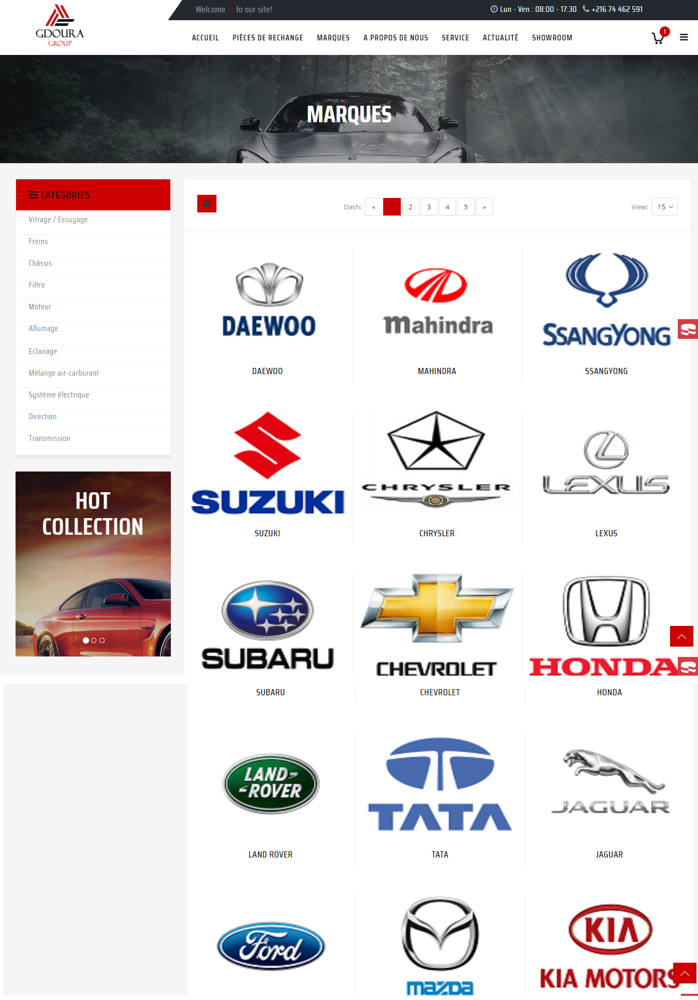 GDOURA
GROUP
Welcome to to our site!
Lun - Ven : 08:00 - 17:30
+216 74 462 591
ACCUEIL
PIÈCES DE RECHANGE
MARQUES
A PROPOS DE NOUS
SERVICE
ACTUALITÉ
SHOWROOM
1
MARQUES
CATÉGORIES
Vitrage / Essuyage
Freins
Châssis
Filtre
Moteur
Allumage
Eclairage
Mélange air-carburant
Système électrique
Direction
Transmission
HOT
COLLECTION
Dash: « 1 2 3 4 5 »
View: 15
DAEWOO
mahindra
SSANGYONG
DAEWOO
MAHINDRA
SSANGYONG
SUZUKI
CHRYSLER
LEXUS
SUZUKI
CHRYSLER
LEXUS
SUBARU
CHEVROLET
HONDA
SUBARU
CHEVROLET
HONDA
LAND-
-ROVER
TATA
JAGUAR
LAND ROVER
TATA
JAGUAR
Ford
mazda
KIA
KIA MOTORS